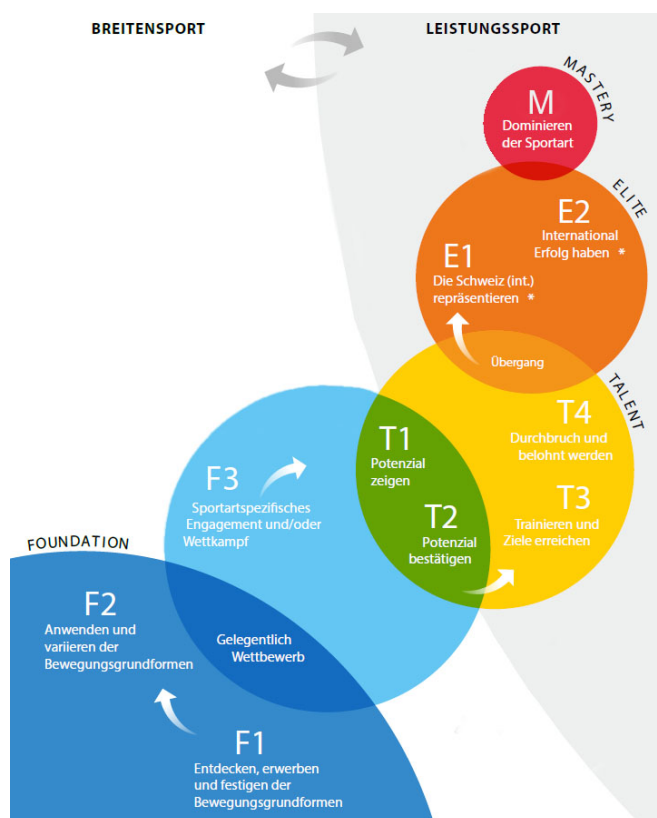 BREITENSPORT
LEISTUNGSSPORT
MASTERY
M
Dominieren
der Sportart
ELITE
E2
International
Erfolg haben *
E1
Die Schweiz (int.)
repräsentieren *
Übergang
TALENT
T4
Durchbruch und
belohnt werden
T1
Potenzial
zeigen
F3
Sportartspezifisches
Engagement und/oder
Wettkampf
T3
Trainieren und
Ziele erreichen
T2
Potenzial
bestätigen
FOUNDATION
F2
Anwenden und
variieren der
Bewegungsgrundformen
Gelegentlich
Wettbewerb
F1
Entdecken, erwerben
und festigen der
Bewegungsgrundformen